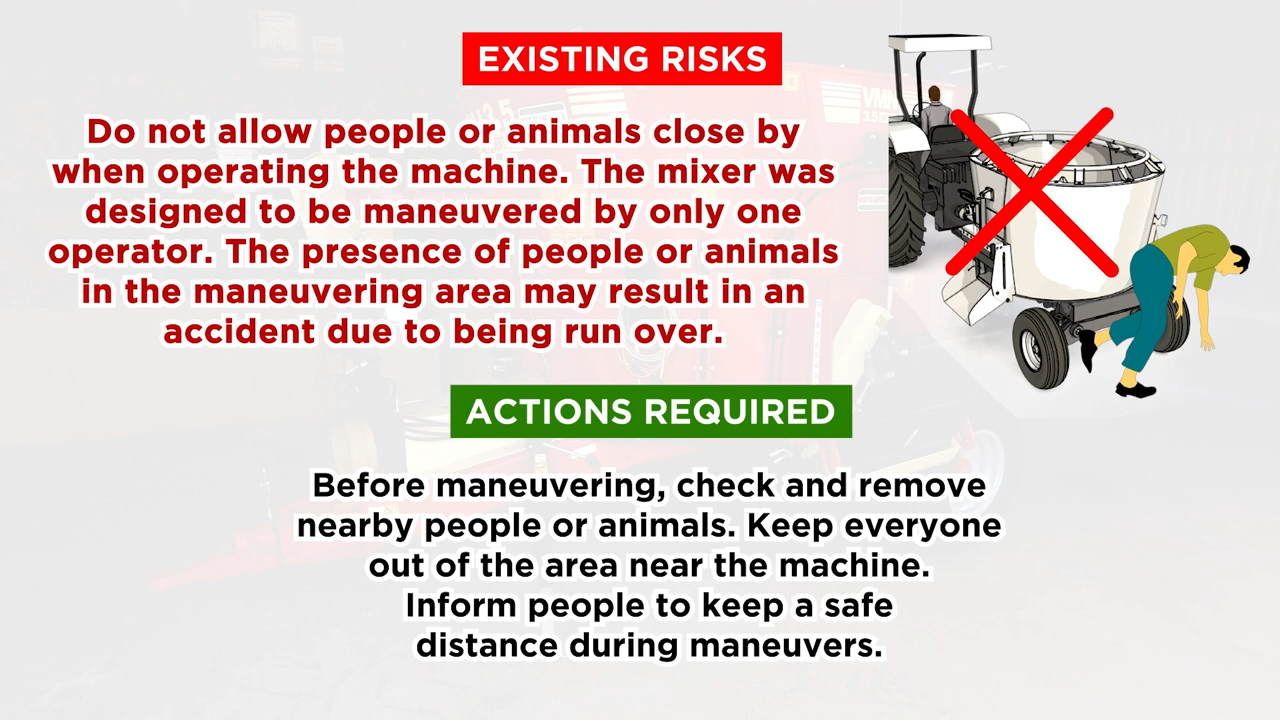 EXISTING RISKS
Do not allow people or animals close by
when operating the machine. The mixer was
designed to be maneuvered by only one
operator. The presence of people or animals
in the maneuvering area may result in an
accident due to being run over.
ACTIONS REQUIRED
Before maneuvering, check and remove
nearby people or animals. Keep everyone
out of the area near the machine.
Inform people to keep a safe
distance during maneuvers.